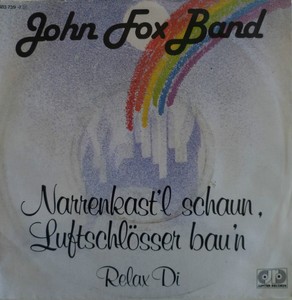 John Fox Band
Narrenkast'l schaun,
Luftschlösser bau'n
Relax Di